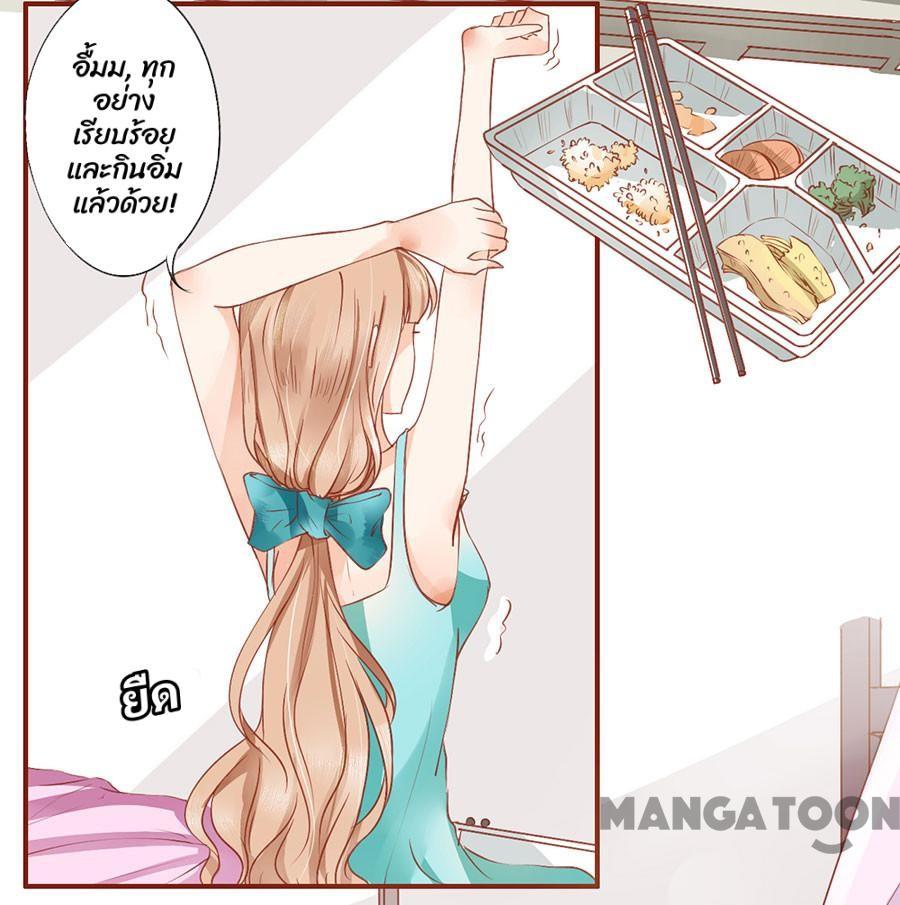 อื้มม, ทุก
อย่าง
เรียบร้อย
และกินอิ่ม
แล้วด้วย!
ยืด
MANGATOON